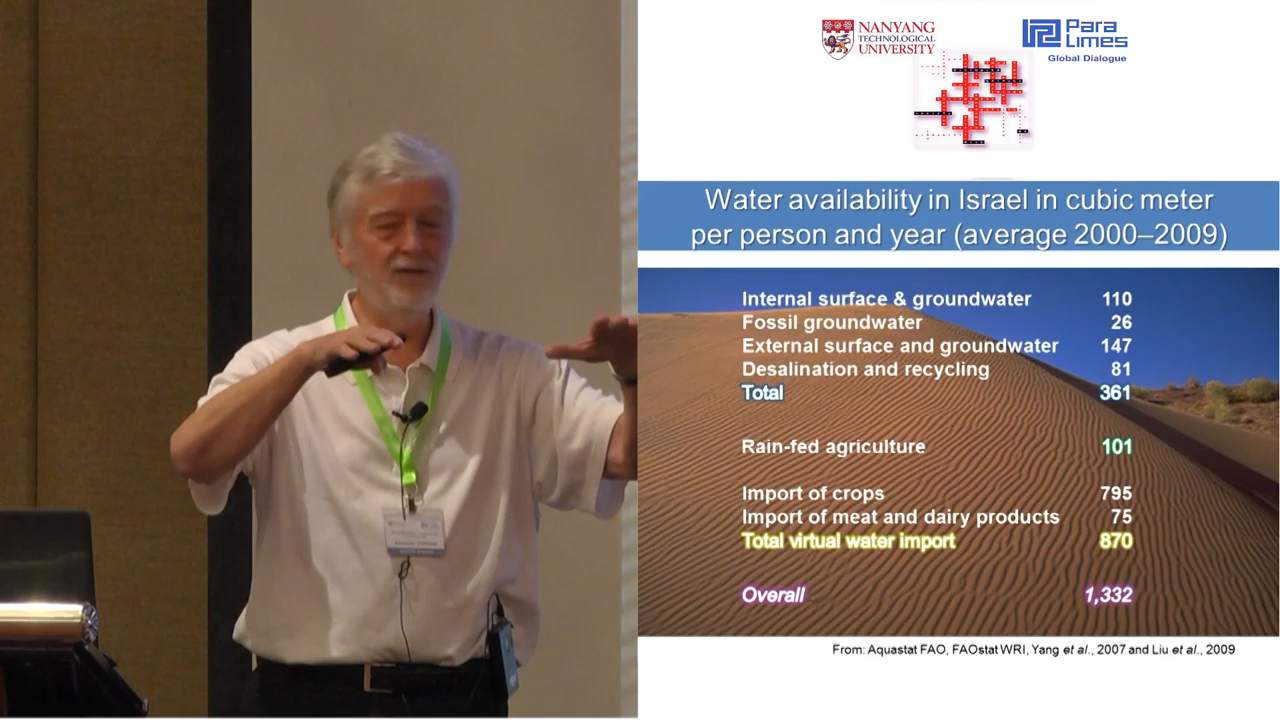 NANYANG
TECHNOLOGICAL
UNIVERSITY
Para
Limes
Global Dialogue
Water availability in Israel in cubic meter
per person and year (average 2000–2009)
Internal surface & groundwater 110
Fossil groundwater 26
External surface and groundwater 147
Desalination and recycling 81
Total 361
Rain-fed agriculture 101
Import of crops 795
Import of meat and dairy products 75
Total virtual water import 870
Overall 1,332
From: Aquastat FAO, FAOstat WRI, Yang et al., 2007 and Liu et al., 2009